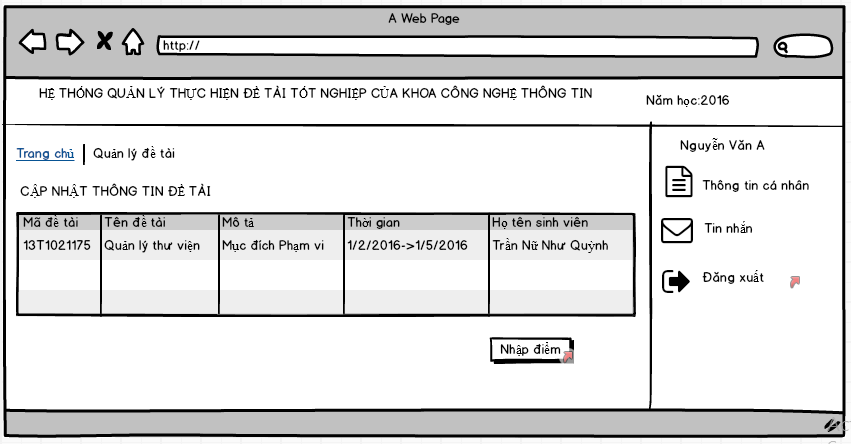 A Web Page
http://
HỆ THÓNG QUẢN LÝ THỰC HIỆN ĐỀ TÀI TÓT NGHIỆP CỦA KHOA CÔNG NGHỆ THÔNG TIN
Năm học:2016
Trang chủ Quản lý đề tài
CẬP NHẬT THÔNG TIN ĐỀ TÀI
Mã đề tài Tên đề tài Mô tả Thời gian Họ tên sinh viên
13T1021175 Quản lý thư viện Mục đích Phạm vi 1/2/2016->1/5/2016 Trần Nữ Như Quỳnh
Nhập điểm
Nguyễn Văn A
Thông tin cá nhân
Tin nhắn
Đăng xuất